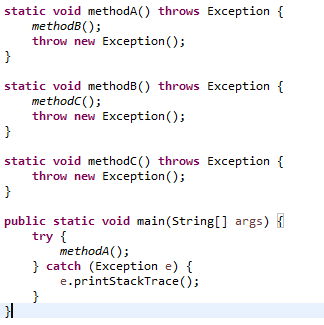 static void methodA() throws Exception {
    methodB();
    throw new Exception();
}

static void methodB() throws Exception {
    methodC();
    throw new Exception();
}

static void methodC() throws Exception {
    throw new Exception();
}

public static void main(String[] args) {
    try {
        methodA();
    } catch (Exception e) {
        e.printStackTrace();
    }
}